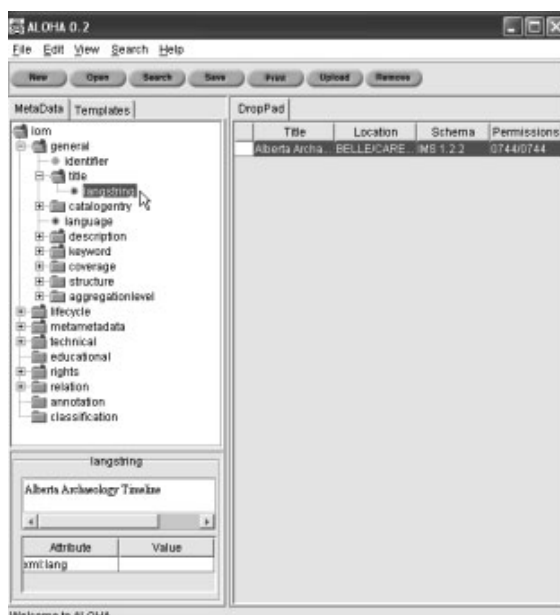 ALOHA 0.2
File Edit View Search Help
New Open Search Save Print Upload Remove
MetaData Templates
lom
general
identifier
title
langstring
catalogentry
language
description
keyword
coverage
structure
aggregationlevel
lifecycle
metametadata
technical
educational
rights
relation
annotation
classification
langstring
Alberta Archaeology Timeline
Attribute Value
xml:lang
DropPad
Title Location Schema Permissions
Alberta Archa... BELLE/CARE... IMS 1.2.2 0744/0744
Welcome to ALOHA